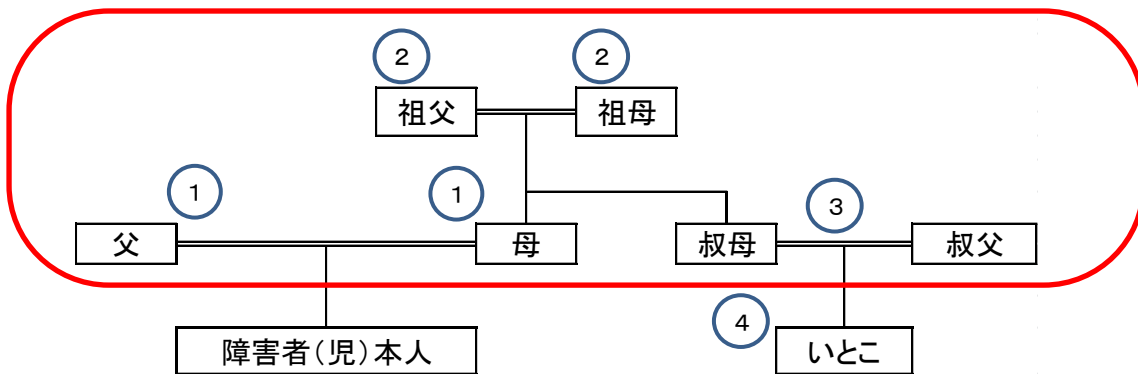 2 2
祖父 祖母
1 1 3
父 母 叔母 叔父
4
障害者(児)本人 いとこ